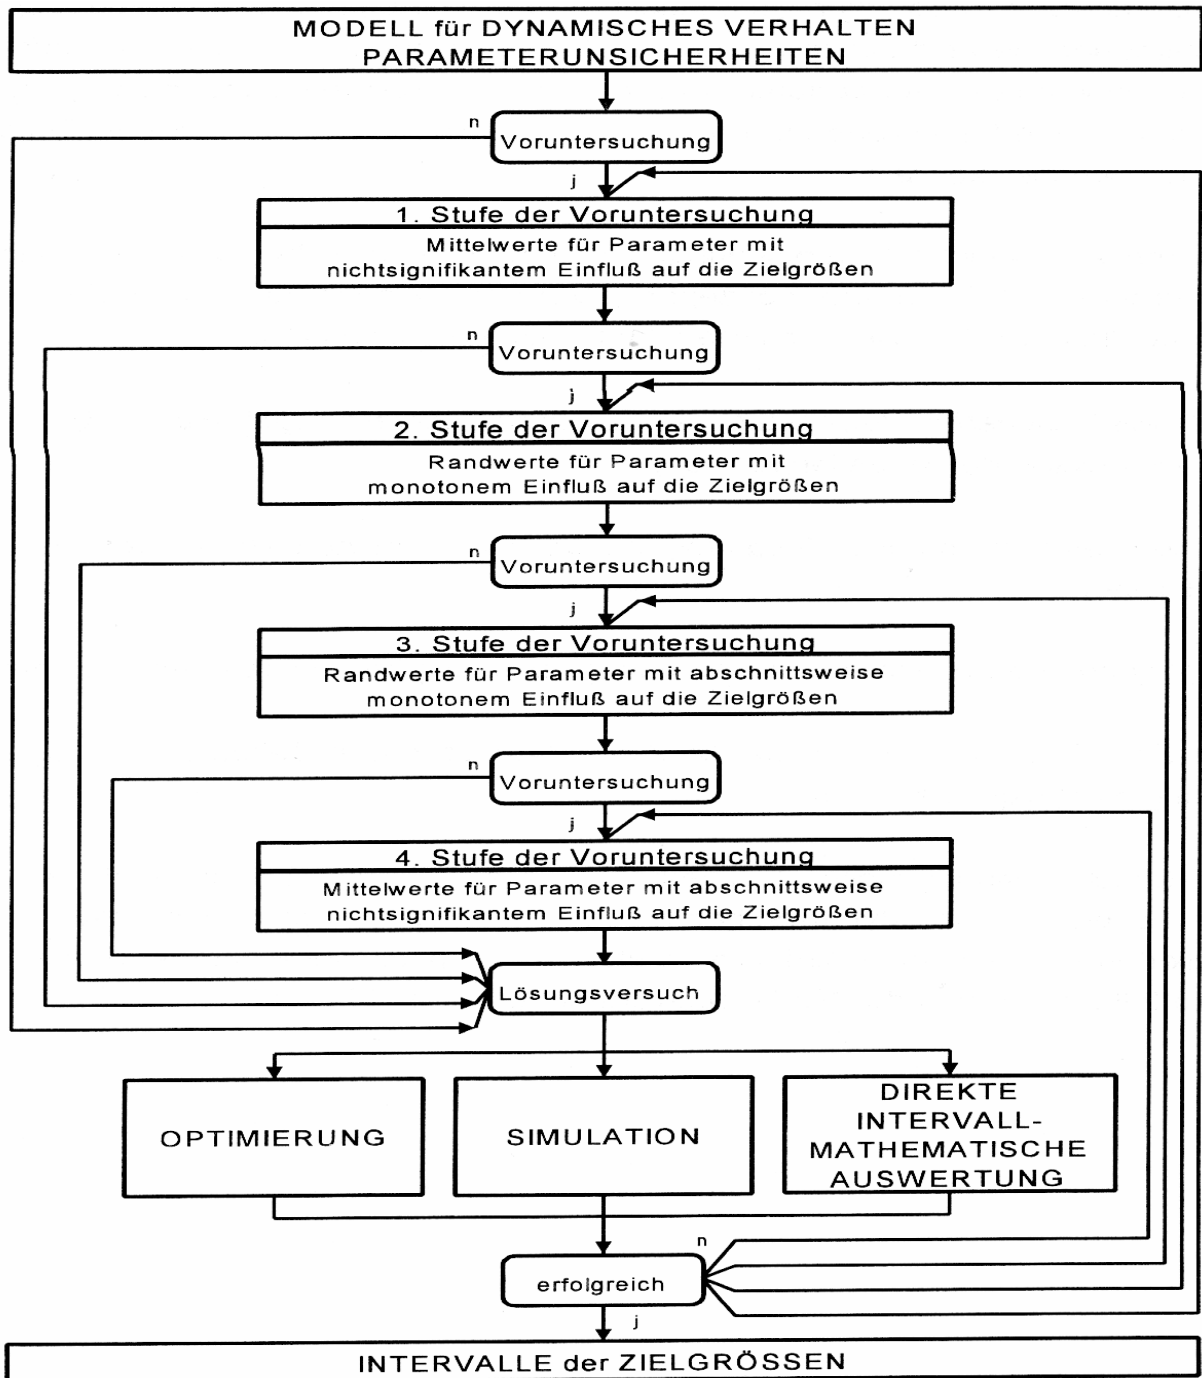 MODELL für DYNAMISCHES VERHALTEN
PARAMETERUNSICHERHEITEN
n
Voruntersuchung
j
1. Stufe der Voruntersuchung
Mittelwerte für Parameter mit
nichtsignifikantem Einfluß auf die Zielgrößen
n
Voruntersuchung
j
2. Stufe der Voruntersuchung
Randwerte für Parameter mit
monotonem Einfluß auf die Zielgrößen
n
Voruntersuchung
j
3. Stufe der Voruntersuchung
Randwerte für Parameter mit abschnittsweise
monotonem Einfluß auf die Zielgrößen
n
Voruntersuchung
j
4. Stufe der Voruntersuchung
Mittelwerte für Parameter mit abschnittsweise
nichtsignifikantem Einfluß auf die Zielgrößen
Lösungsversuch
OPTIMIERUNG
SIMULATION
DIREKTE
INTERVALL-
MATHEMATISCHE
AUSWERTUNG
n
erfolgreich
j
INTERVALLE der ZIELGRÖSSEN